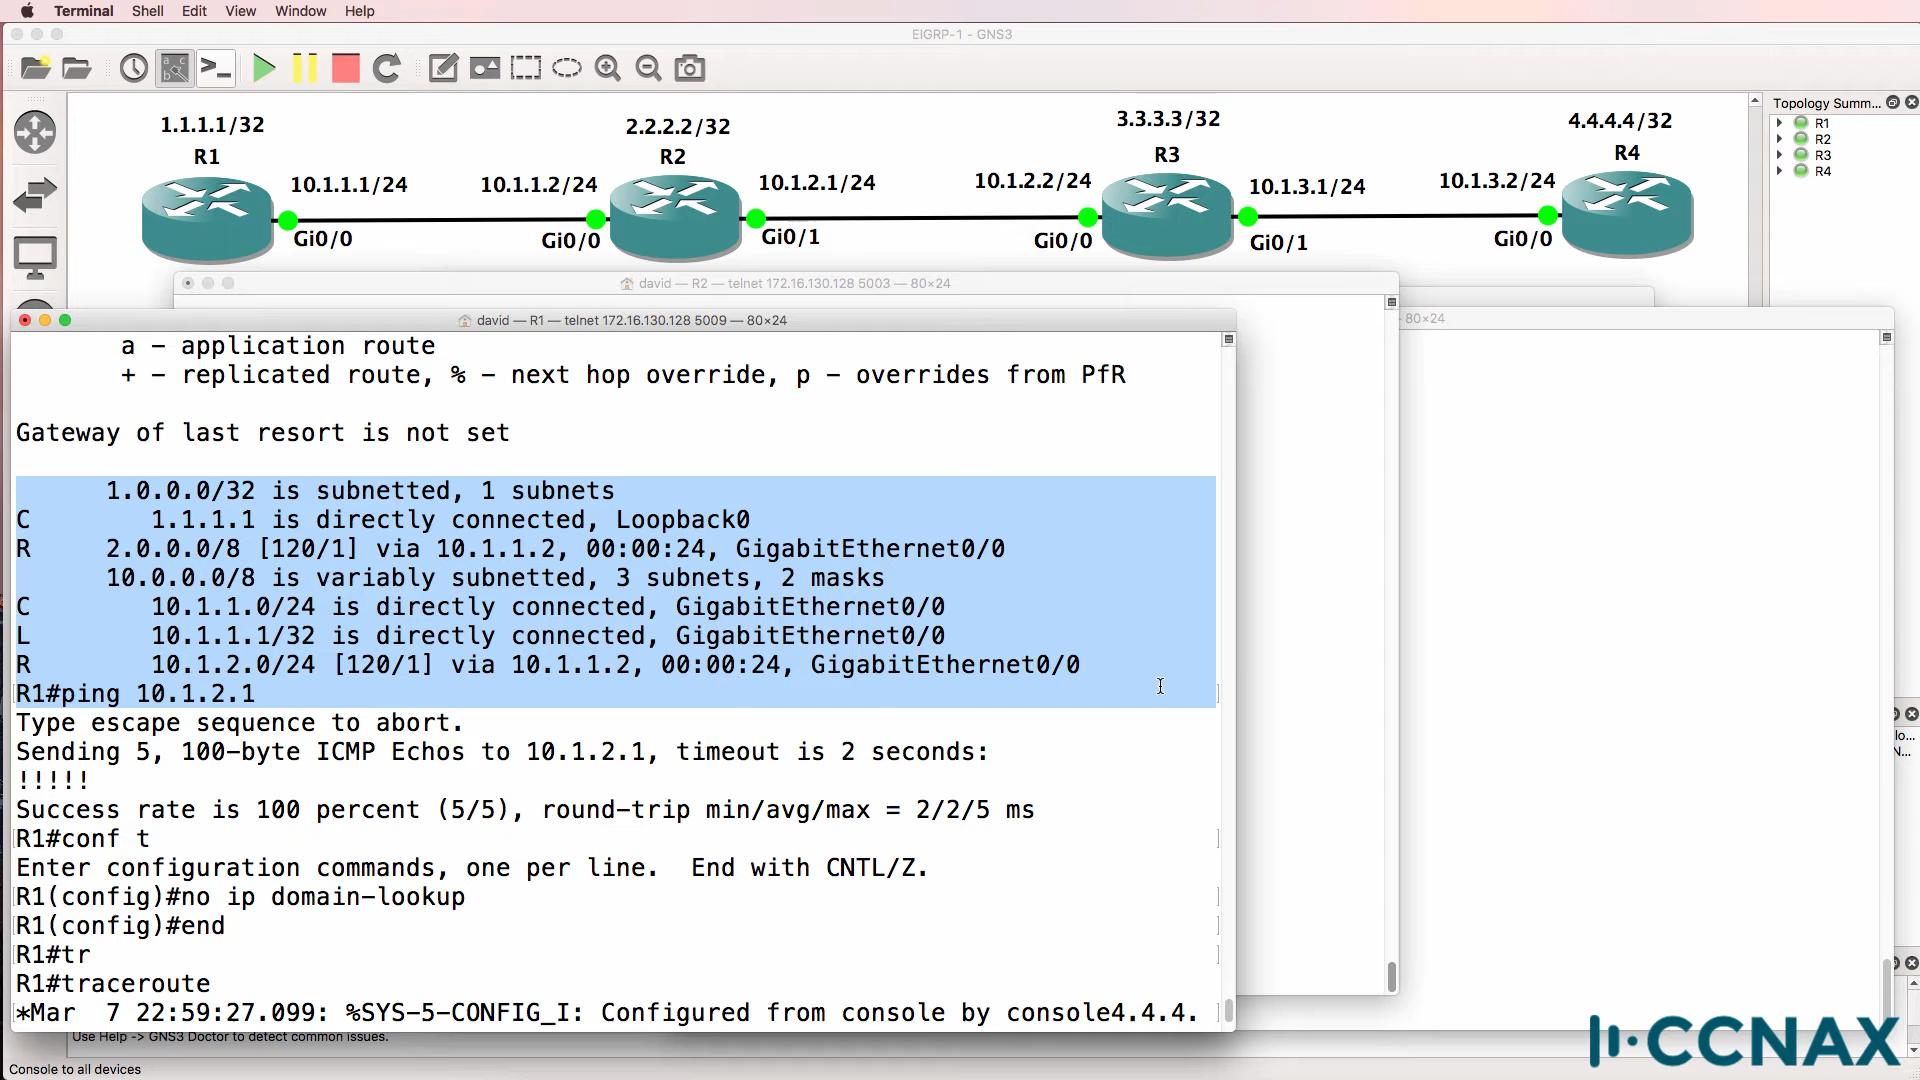 Terminal Shell Edit View Window Help
EIGRP-1 - GNS3
1.1.1.1/32
2.2.2.2/32
3.3.3.3/32
4.4.4.4/32
R1
R2
R3
R4
10.1.1.1/24
10.1.1.2/24
10.1.2.1/24
10.1.2.2/24
10.1.3.1/24
10.1.3.2/24
Gi0/0
Gi0/0
Gi0/1
Gi0/0
Gi0/1
Gi0/0
Topology Summ...
R1
R2
R3
R4
david — R2 — telnet 172.16.130.128 5003 — 80×24
david — R1 — telnet 172.16.130.128 5009 — 80×24
80×24
a - application route
+ - replicated route, % - next hop override, p - overrides from PfR
Gateway of last resort is not set
1.0.0.0/32 is subnetted, 1 subnets
C 1.1.1.1 is directly connected, Loopback0
R 2.0.0.0/8 [120/1] via 10.1.1.2, 00:00:24, GigabitEthernet0/0
10.0.0.0/8 is variably subnetted, 3 subnets, 2 masks
C 10.1.1.0/24 is directly connected, GigabitEthernet0/0
L 10.1.1.1/32 is directly connected, GigabitEthernet0/0
R 10.1.2.0/24 [120/1] via 10.1.1.2, 00:00:24, GigabitEthernet0/0
R1#ping 10.1.2.1
Type escape sequence to abort.
Sending 5, 100-byte ICMP Echos to 10.1.2.1, timeout is 2 seconds:
!!!!!
Success rate is 100 percent (5/5), round-trip min/avg/max = 2/2/5 ms
R1#conf t
Enter configuration commands, one per line.  End with CNTL/Z.
R1(config)#no ip domain-lookup
R1(config)#end
R1#tr
R1#traceroute
*Mar  7 22:59:27.099: %SYS-5-CONFIG_I: Configured from console by console4.4.4.
lo...
N...
Use Help -> GNS3 Doctor to detect common issues.
Console to all devices
CCNAX